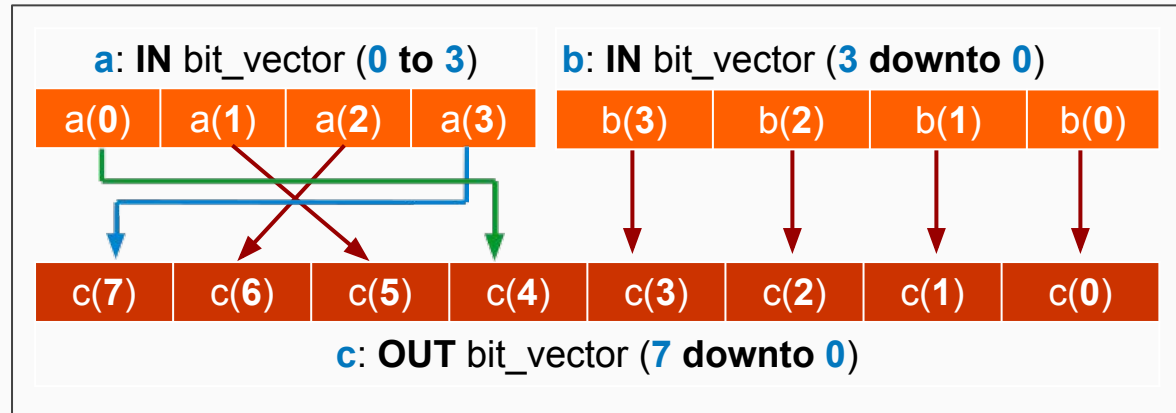 a: IN bit_vector (0 to 3) b: IN bit_vector (3 downto 0)
a(0) a(1) a(2) a(3) b(3) b(2) b(1) b(0)
c(7) c(6) c(5) c(4) c(3) c(2) c(1) c(0)
c: OUT bit_vector (7 downto 0)